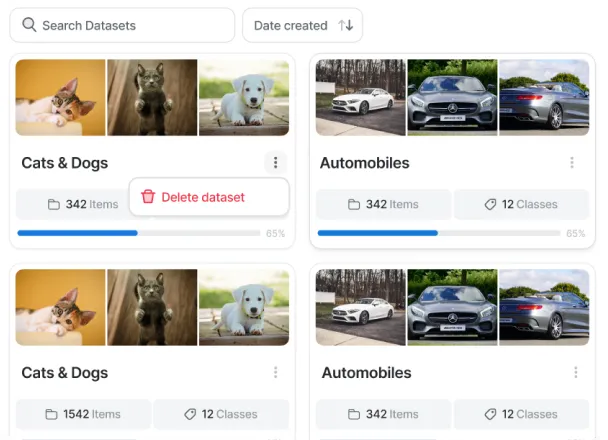 Search Datasets
Date created
Cats & Dogs
Delete dataset
342 Items
65%
Automobiles
342 Items
12 Classes
65%
Cats & Dogs
1542 Items
12 Classes
Automobiles
342 Items
12 Classes